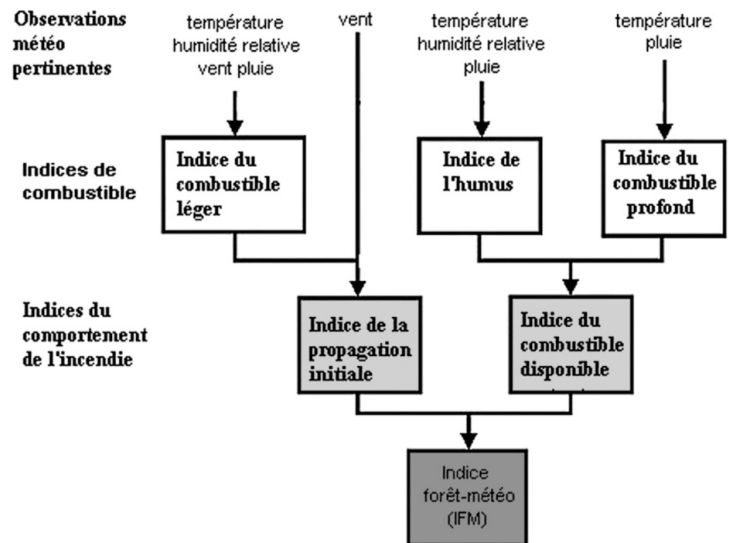 Observations
météo
pertinentes
température
humidité relative
vent pluie
vent
température
humidité relative
pluie
température
pluie
Indices de
combustible
Indice du
combustible
léger
Indice de
l'humus
Indice du
combustible
profond
Indices du
comportement
de l'incendie
Indice de la
propagation
initiale
Indice du
combustible
disponible
Indice
forêt-météo
(IFM)